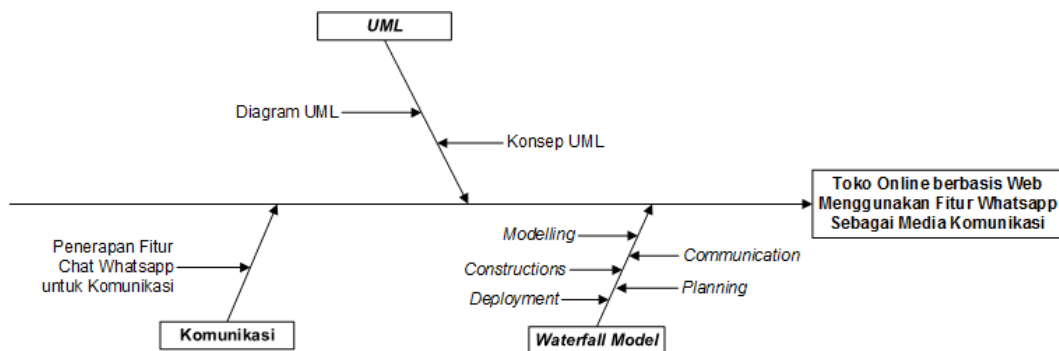 UML
Diagram UML
Konsep UML
Toko Online berbasis Web
Menggunakan Fitur Whatsapp
Sebagai Media Komunikasi
Penerapan Fitur
Chat Whatsapp
untuk Komunikasi
Modelling
Communication
Constructions
Planning
Deployment
Komunikasi
Waterfall Model